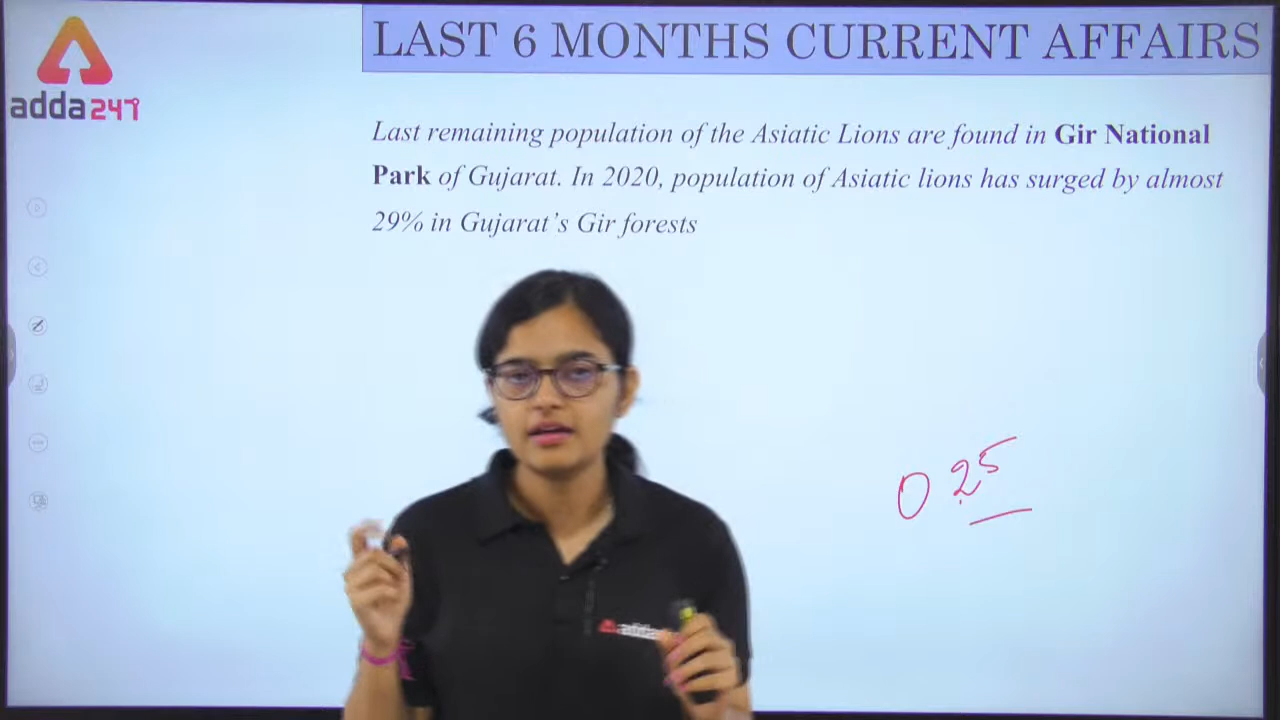 LAST 6 MONTHS CURRENT AFFAIRS
adda247
Last remaining population of the Asiatic Lions are found in Gir National
Park of Gujarat. In 2020, population of Asiatic lions has surged by almost
29% in Gujarat’s Gir forests
0 25
adda